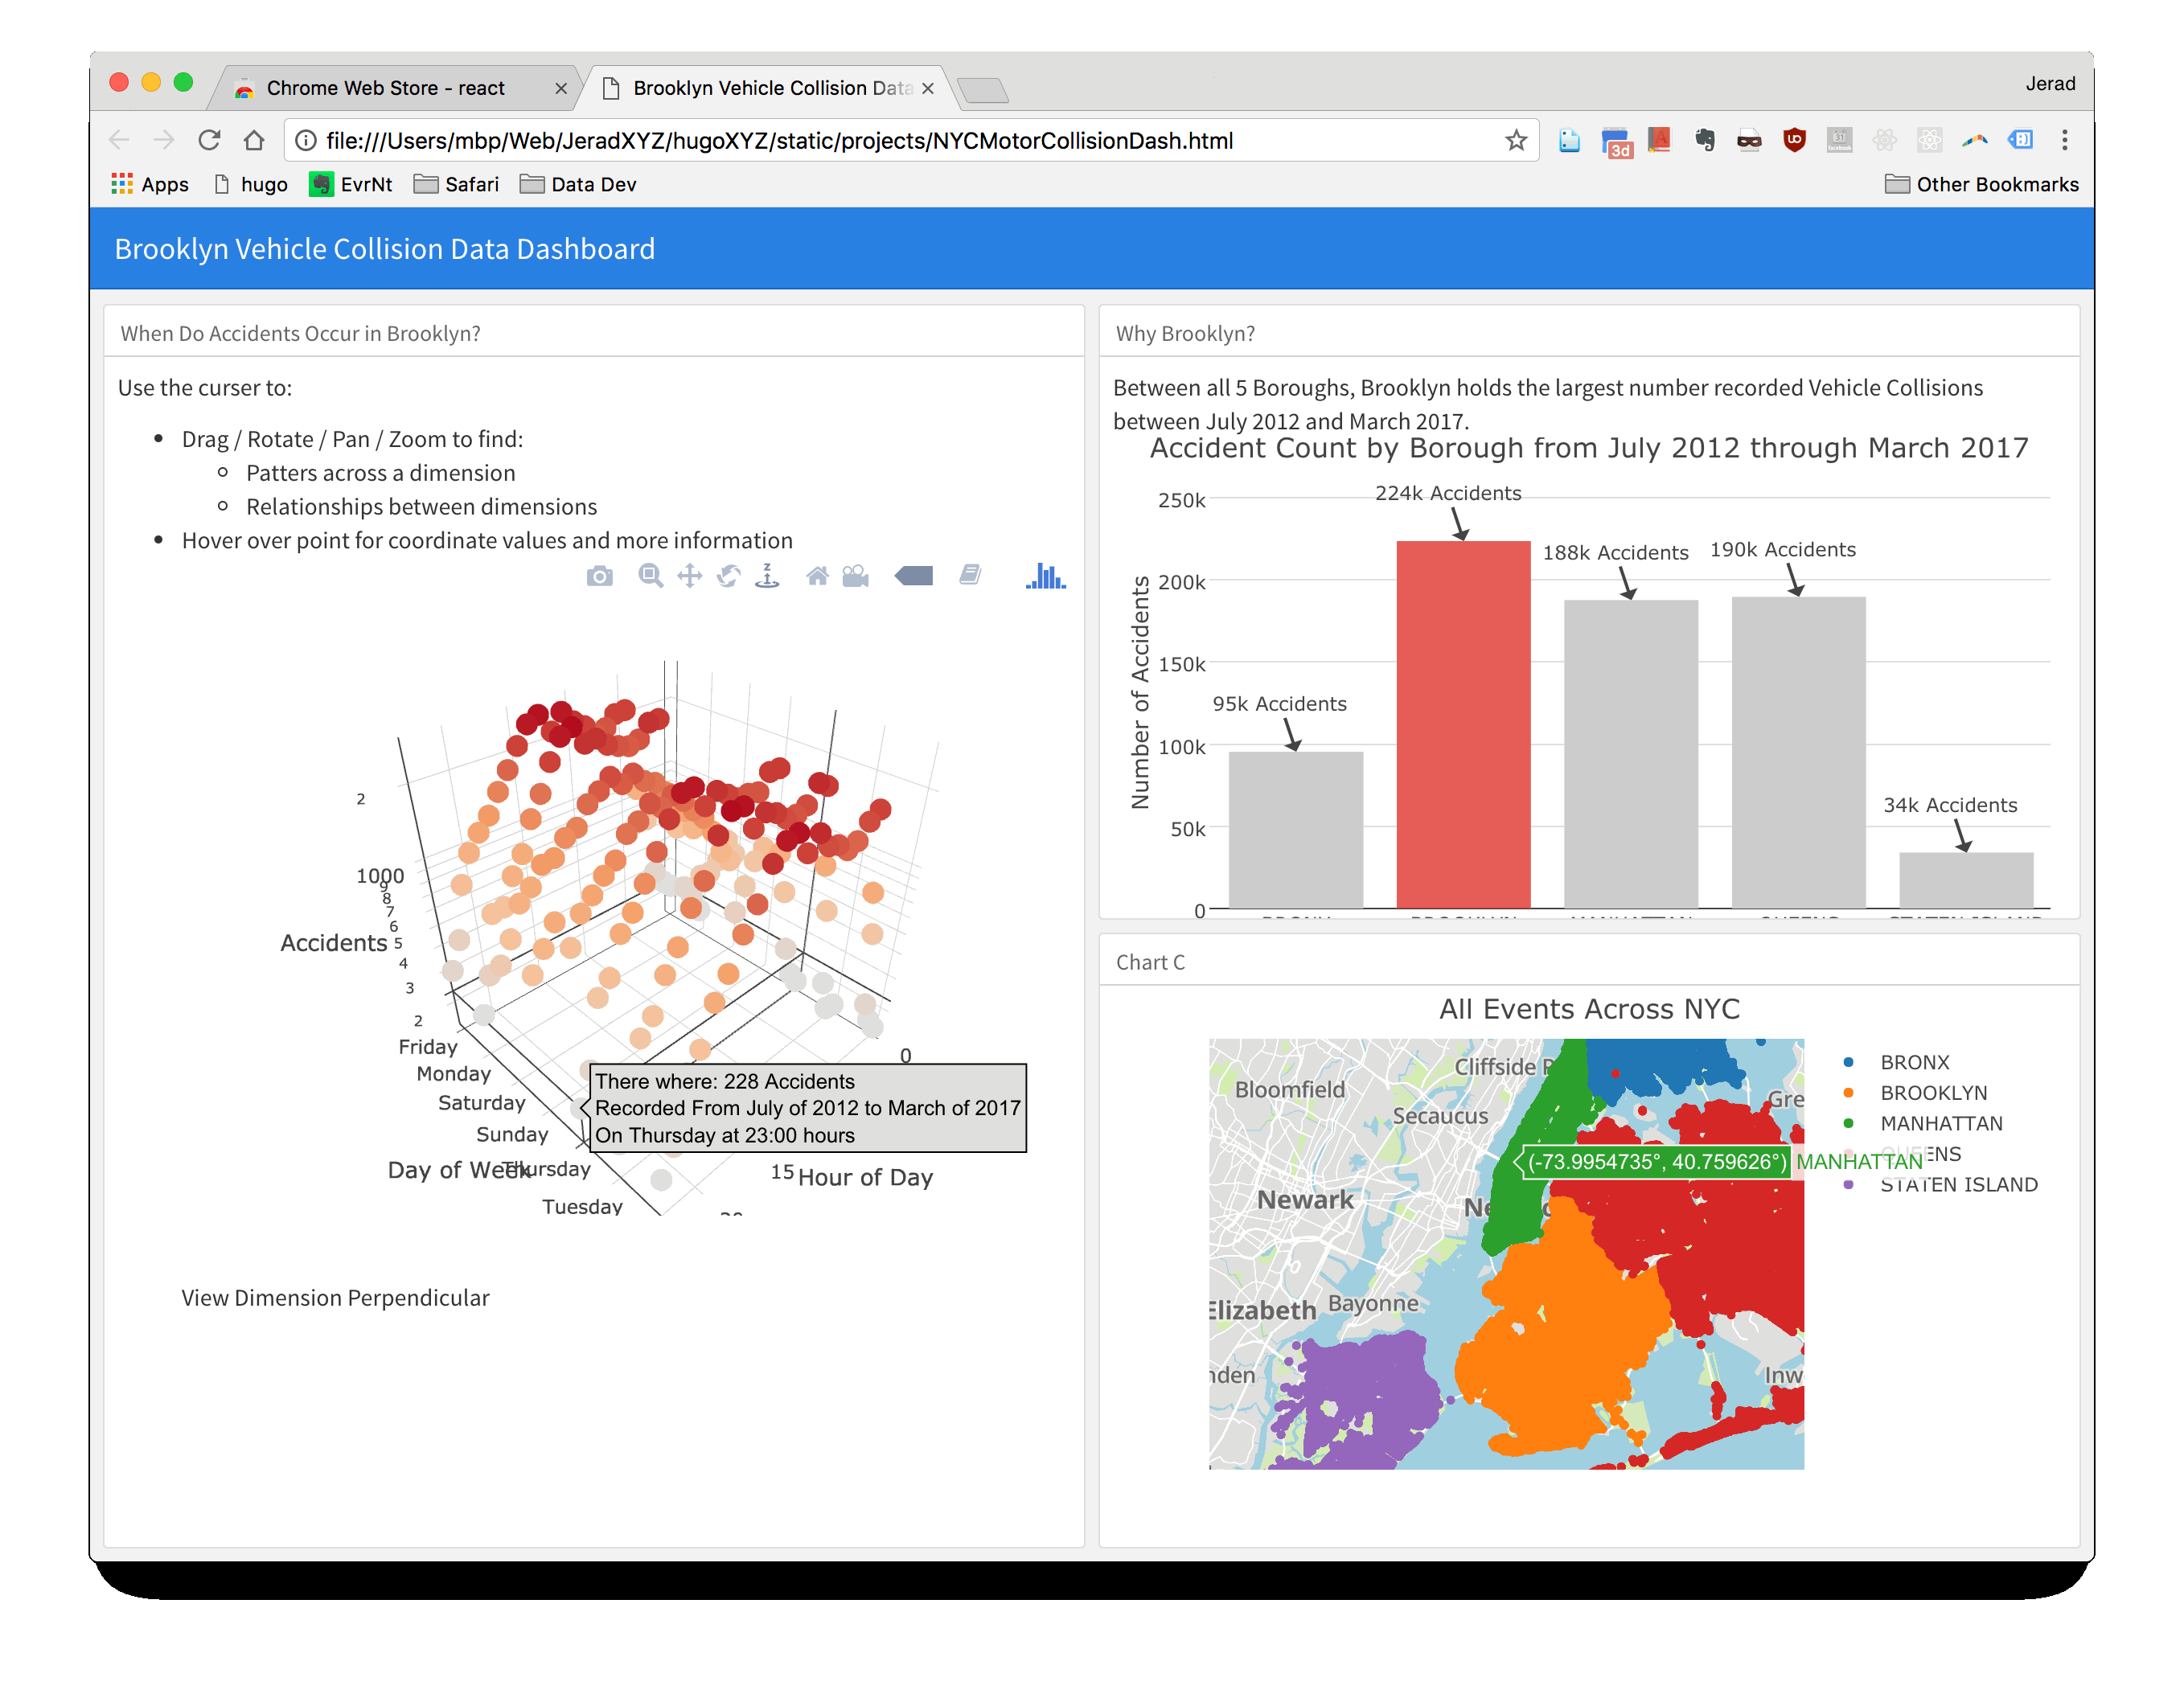 Chrome Web Store - react
Brooklyn Vehicle Collision Data
Jerad
file:///Users/mbp/Web/JeradXYZ/hugoXYZ/static/projects/NYCMotorCollisionDash.html
3d
Apps
hugo
EvrNt
Safari
Data Dev
Other Bookmarks
Brooklyn Vehicle Collision Data Dashboard
When Do Accidents Occur in Brooklyn?
Use the curser to:
Drag / Rotate / Pan / Zoom to find:
Patters across a dimension
Relationships between dimensions
Hover over point for coordinate values and more information
2
1000
9
8
7
6
Accidents 5
4
3
2
Friday
Monday
Saturday
Sunday
Thursday
Tuesday
Day of Week
0
15
Hour of Day
There where: 228 Accidents
Recorded From July of 2012 to March of 2017
On Thursday at 23:00 hours
View Dimension Perpendicular
Why Brooklyn?
Between all 5 Boroughs, Brooklyn holds the largest number recorded Vehicle Collisions
between July 2012 and March 2017.
Accident Count by Borough from July 2012 through March 2017
Number of Accidents
250k
200k
150k
100k
50k
0
95k Accidents
224k Accidents
188k Accidents
190k Accidents
34k Accidents
Chart C
All Events Across NYC
Cliffside
Bloomfield
Secaucus
Gre
Newark
Elizabeth
Bayonne
nden
Inw
(-73.9954735°, 40.759626°) MANHATTAN
BRONX
BROOKLYN
MANHATTAN
QUEENS
STATEN ISLAND